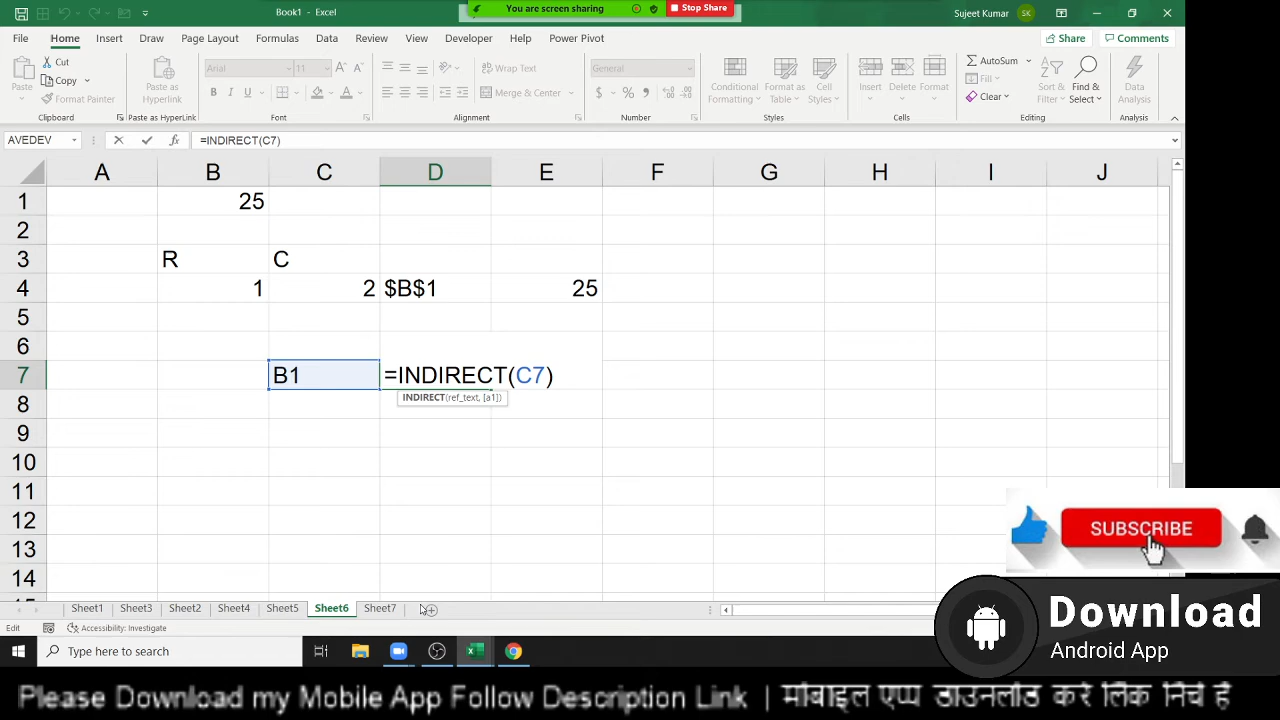 Book1 - Excel
You are screen sharing
Stop Share
Sujeet Kumar
SK
File Home Insert Draw Page Layout Formulas Data Review View Developer Help Power Pivot
Share
Comments
Paste
Cut
Copy
Format Painter
Clipboard
Paste as
Hyperlink
Paste as Hyperlink
Arial
11
B I U
Font
Wrap Text
Merge & Center
Alignment
General
Number
Conditional
Formatting
Format as
Table
Cell
Styles
Styles
Insert
Delete
Format
Cells
AutoSum
Fill
Clear
Sort &
Filter
Find &
Select
Editing
Data
Analysis
Analysis
AVEDEV
fx
=INDIRECT(C7)
A B C D E F G H I J
1 25
2
3 R C
4 1 2 $B$1 25
5
6
7 B1 =INDIRECT(C7)
INDIRECT(ref_text, [a1])
8
9
10
11
12
13
14
15
SUBSCRIBE
Sheet1 Sheet3 Sheet2 Sheet4 Sheet5 Sheet6 Sheet7
Edit
Accessibility: Investigate
Download
Android App
Type here to search
Please Download my Mobile App Follow Description Link | मोबाइल एप्प डाउनलोड करे लिंक निचे है